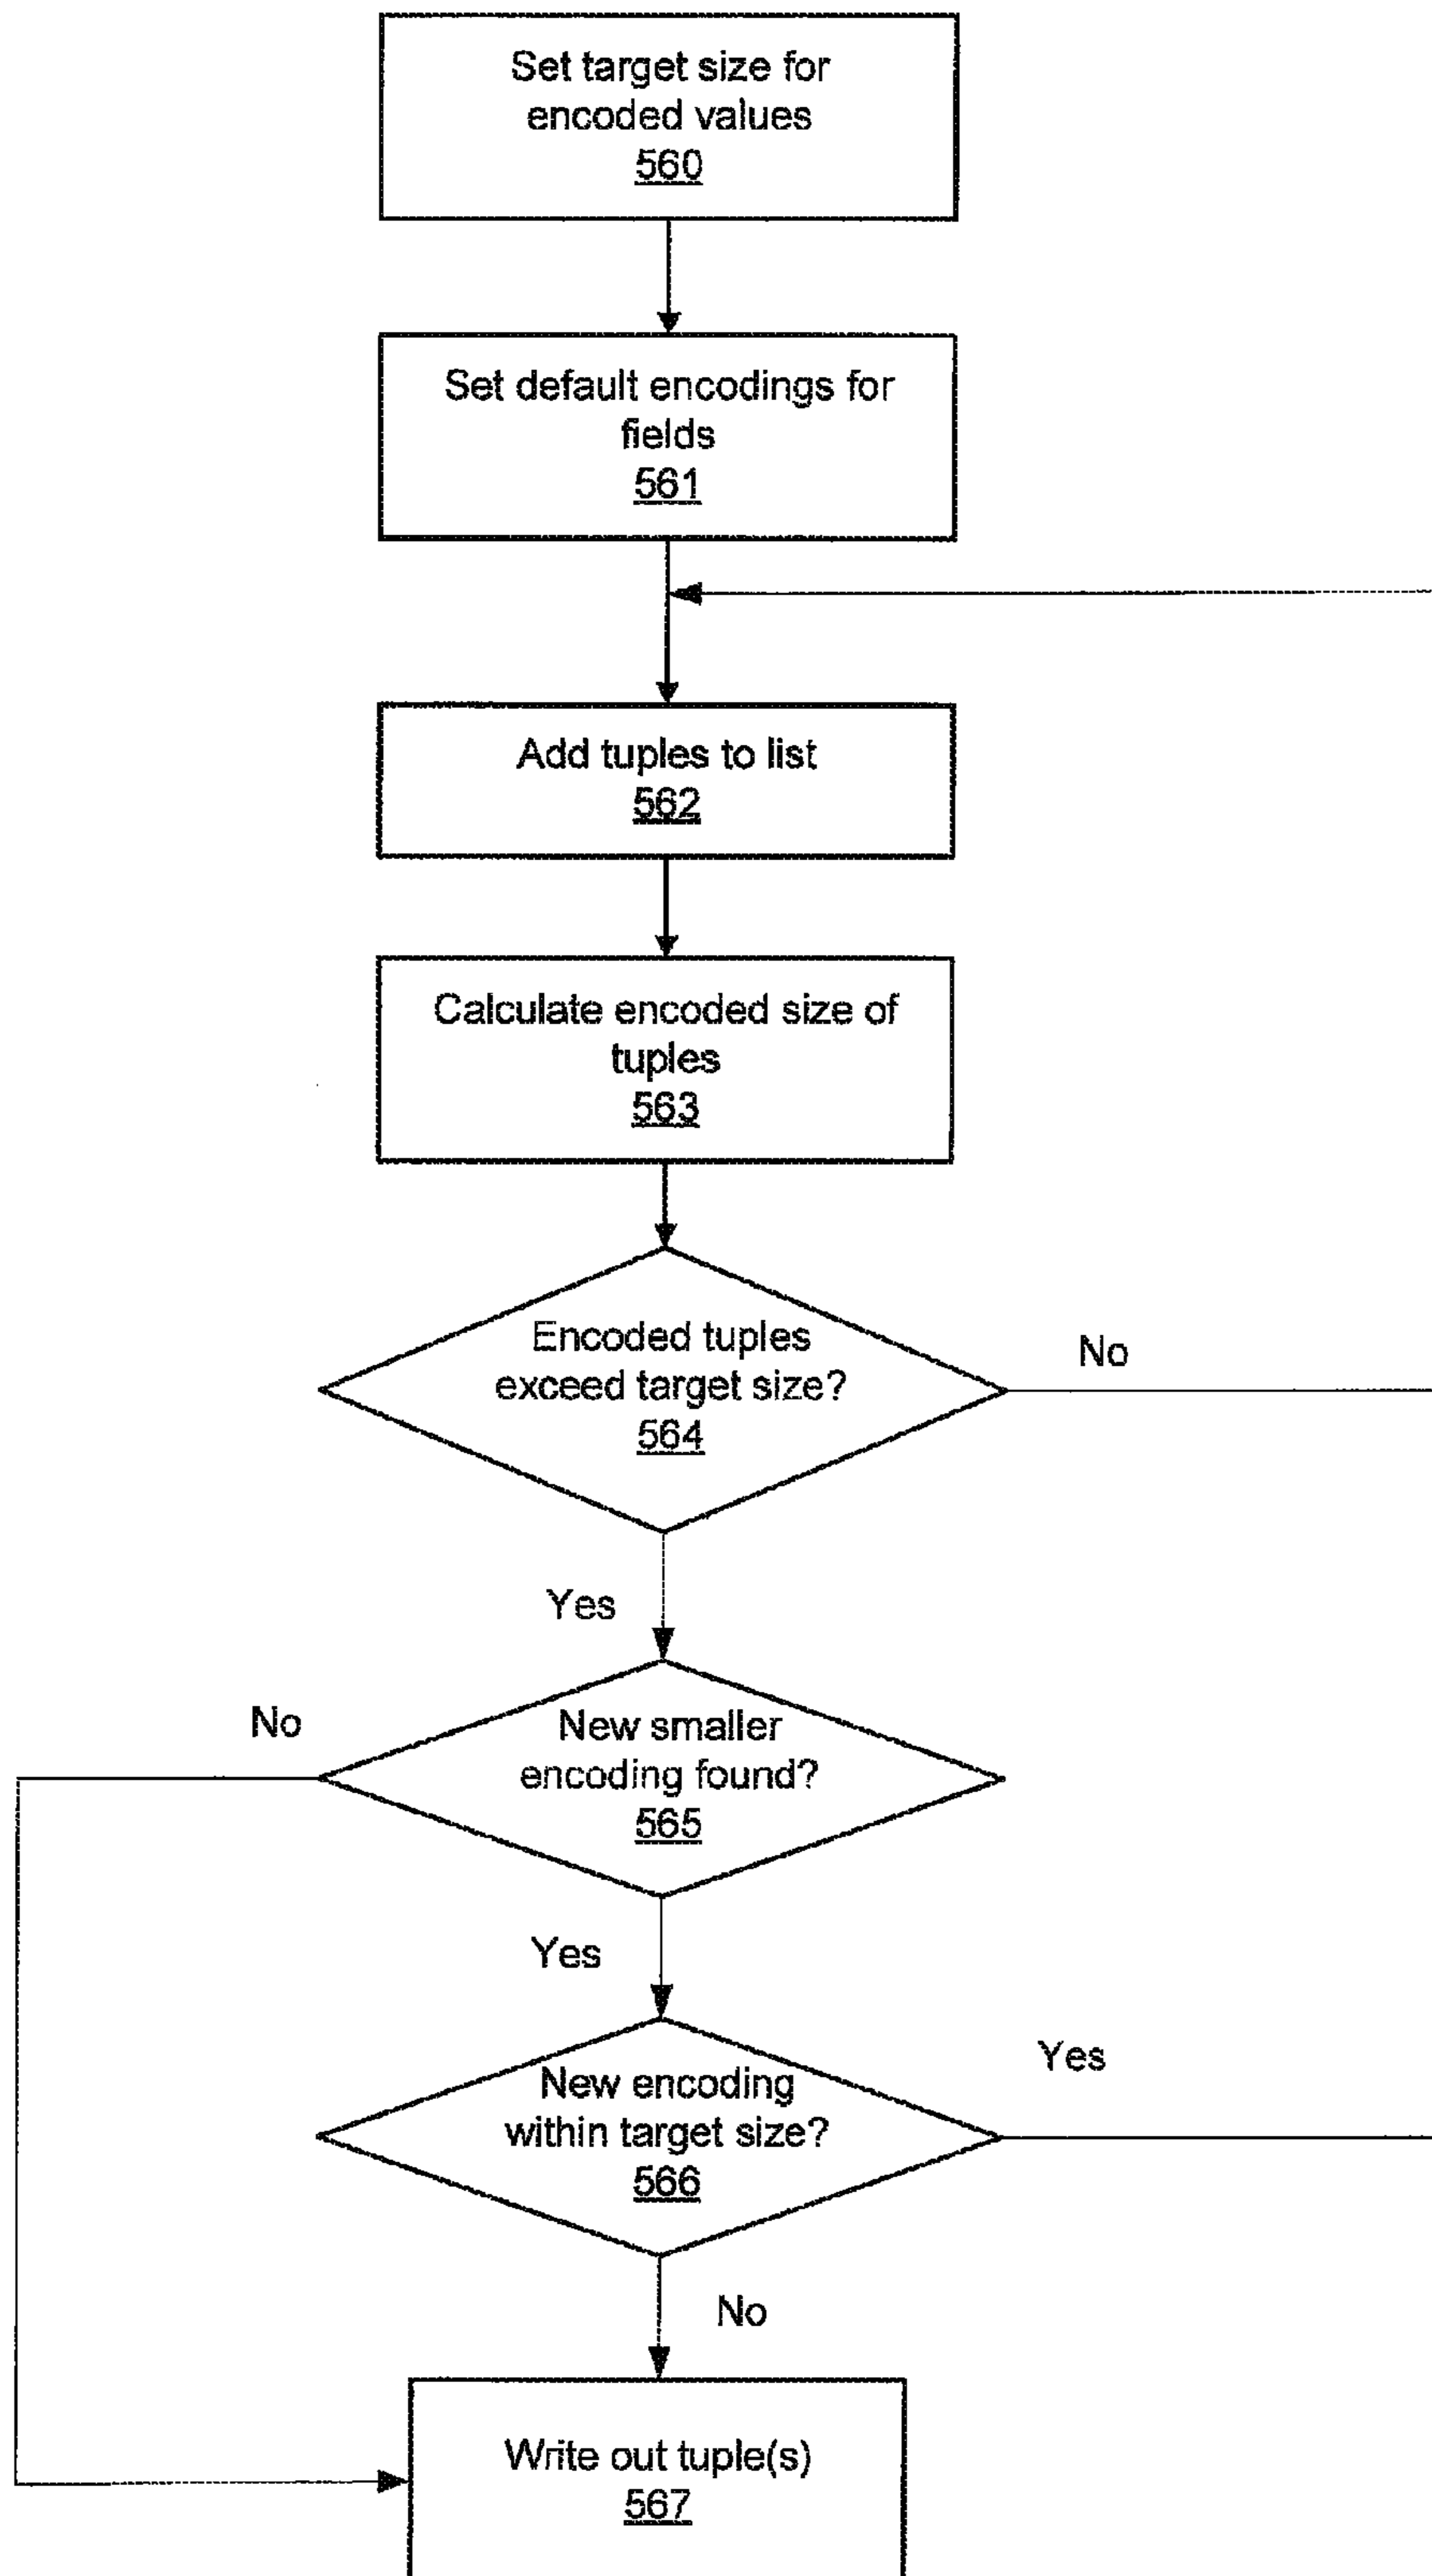 Set target size for
encoded values
560
Set default encodings for
fields
561
Add tuples to list
562
Calculate encoded size of
tuples
563
Encoded tuples
exceed target size?
564
No
Yes
No
New smaller
encoding found?
565
Yes
Yes
New encoding
within target size?
566
No
Write out tuple(s)
567